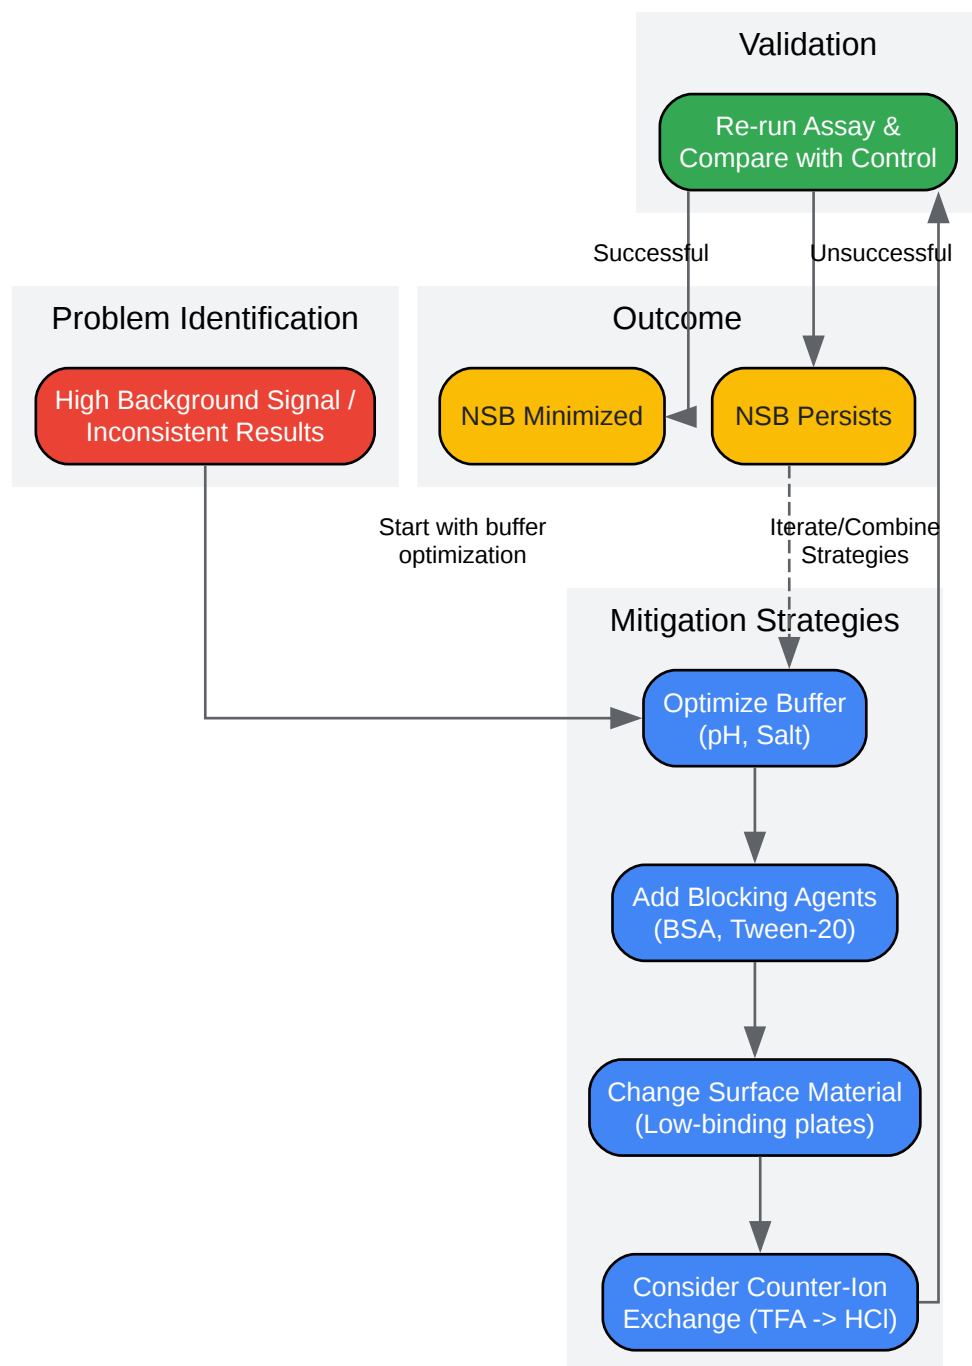 Validation
Re-run Assay &
Compare with Control
Successful
Unsuccessful
Problem Identification
High Background Signal /
Inconsistent Results
Outcome
NSB Minimized
NSB Persists
Start with buffer
optimization
Iterate/Combine
Strategies
Mitigation Strategies
Optimize Buffer
(pH, Salt)
Add Blocking Agents
(BSA, Tween-20)
Change Surface Material
(Low-binding plates)
Consider Counter-Ion
Exchange (TFA -> HCl)